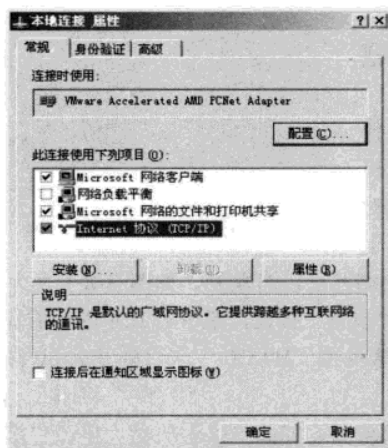 本地连接 属性
常规 身份验证 高级
连接时使用:
VMware Accelerated AMD PCNet Adapter
配置(C)...
此连接使用下列项目(O):
Microsoft 网络客户端
网络负载平衡
Microsoft 网络的文件和打印机共享
Internet 协议 (TCP/IP)
安装(N)... 卸载(U) 属性(R)
说明
TCP/IP 是默认的广域网协议。它提供跨越多种互联网络
的通讯。
连接后在通知区域显示图标(W)
确定 取消